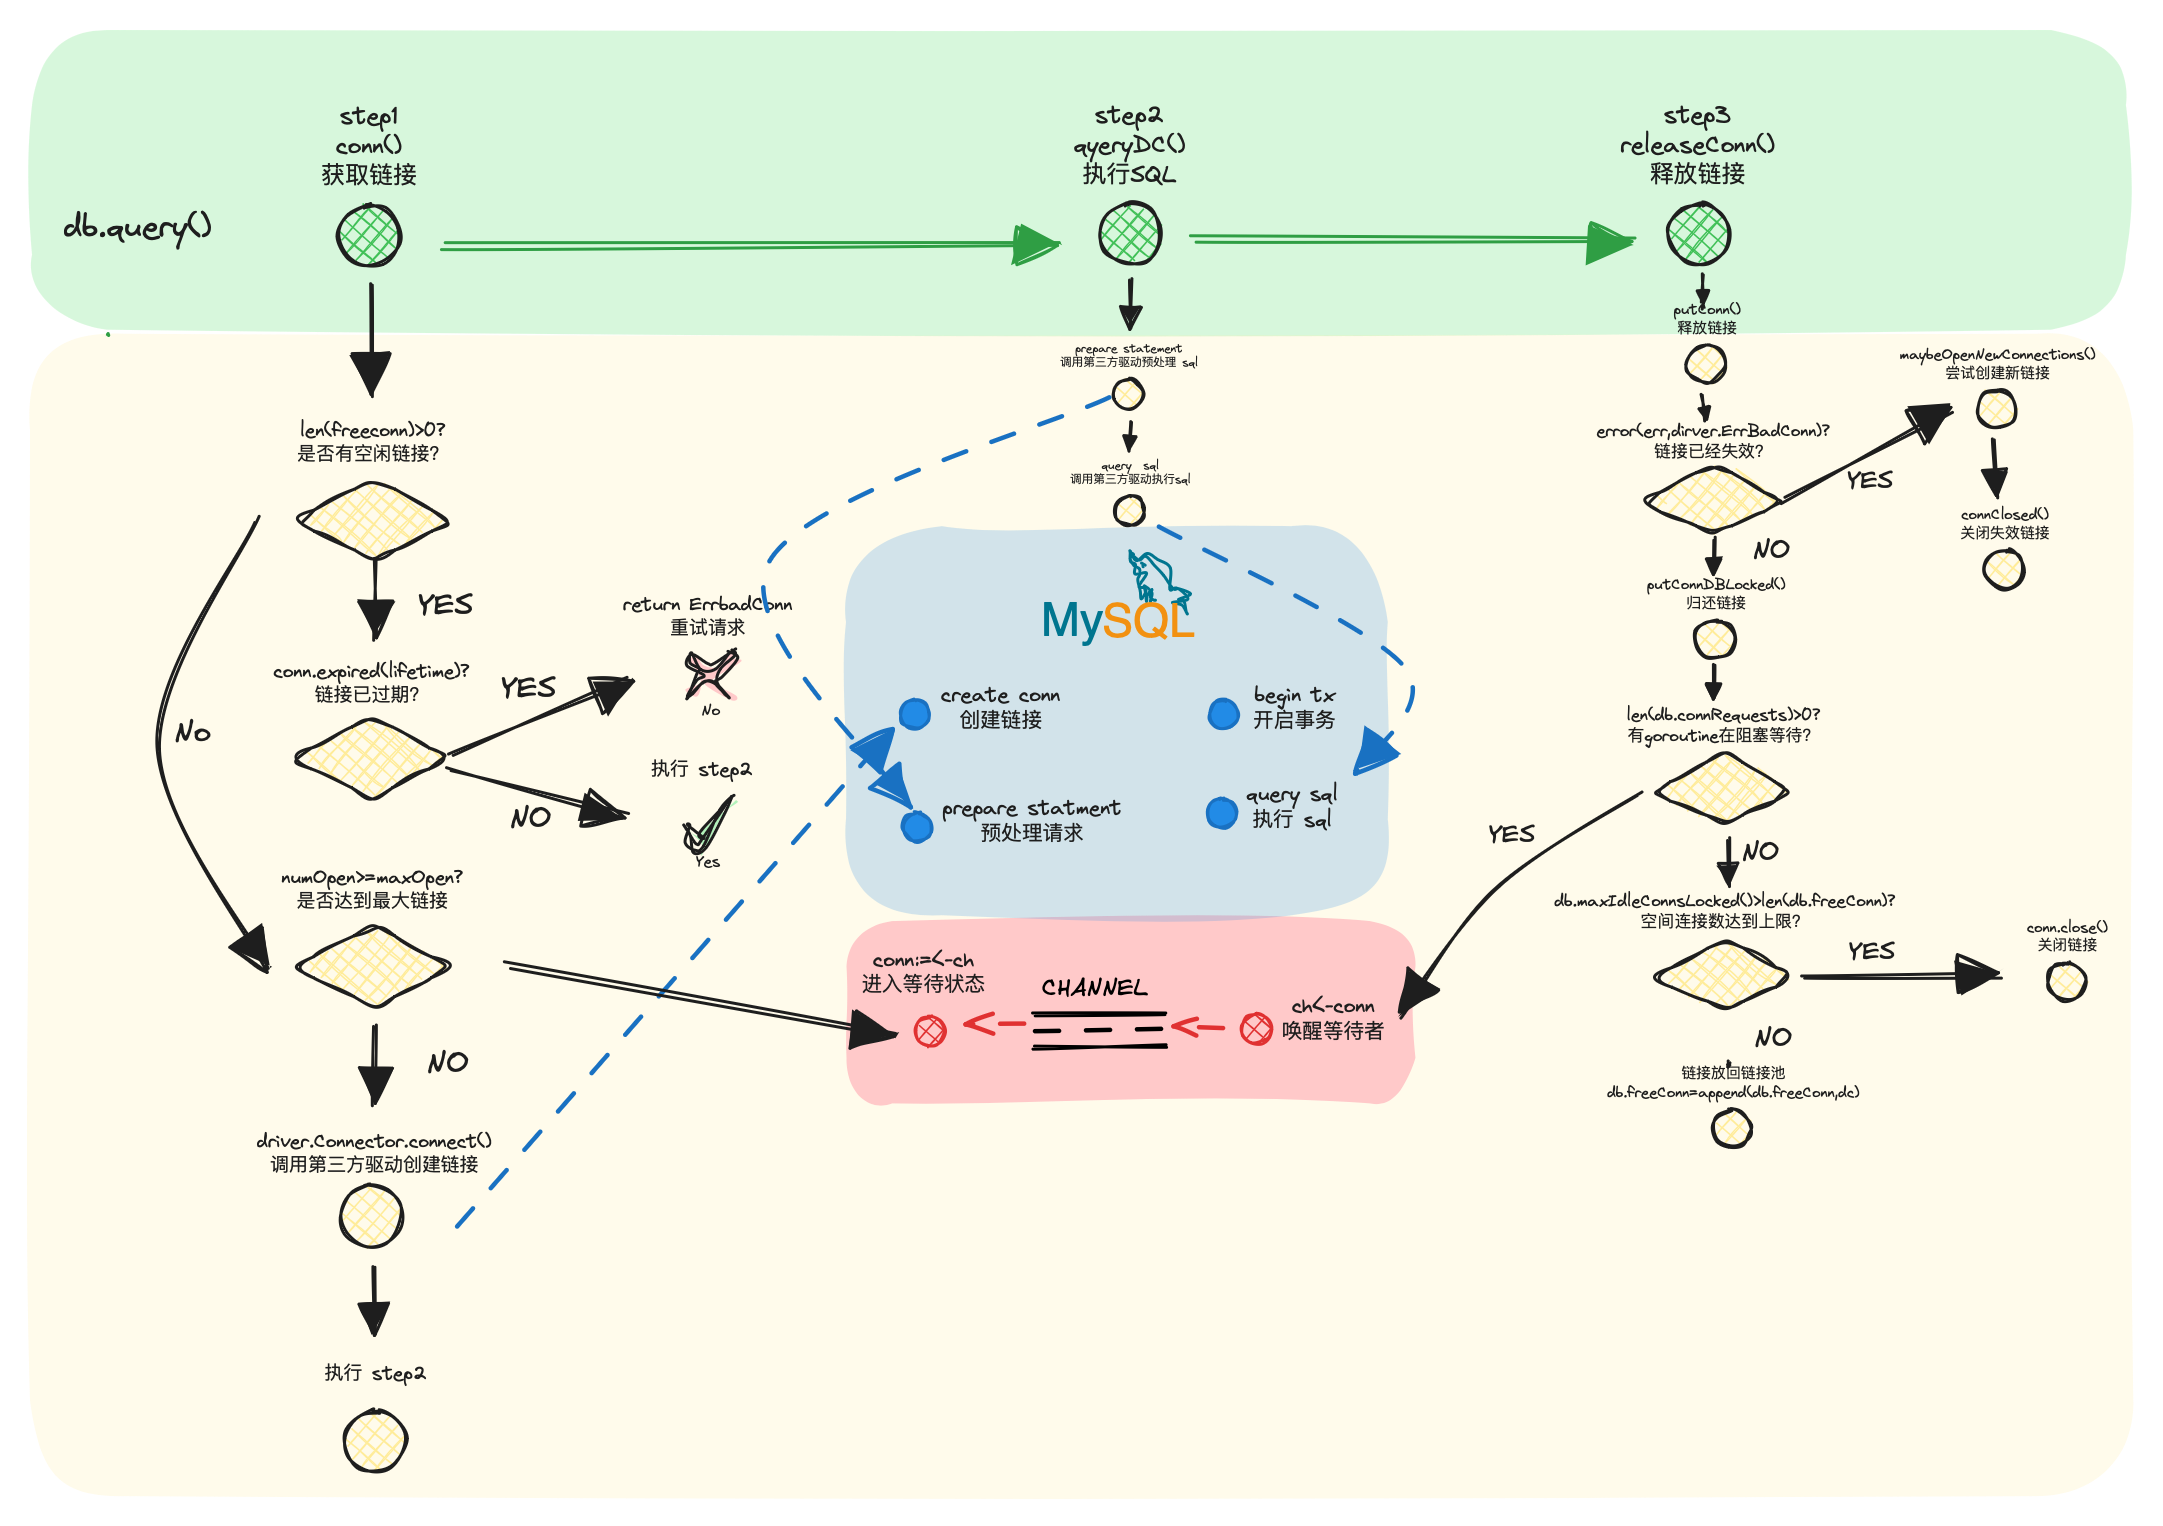 db.query()
step1
conn()
获取链接
step2
qyeryDC()
执行SQL
step3
releaseConn()
释放链接
len(freeconn)>0?
是否有空闲链接?
YES
No
conn.expired(lifetime)?
链接已过期?
YES
return ErrbadConn
重试请求
No
NO
执行 step2
Yes
numOpen>=maxOpen?
是否达到最大链接
NO
driver.Connector.connect()
调用第三方驱动创建链接
执行 step2
prepare statement
调用第三方驱动预处理 sql
query sql
调用第三方驱动执行sql
MySQL
create conn
创建链接
begin tx
开启事务
prepare statment
预处理请求
query sql
执行 sql
conn:=<-ch
进入等待状态
CHANNEL
ch<-conn
唤醒等待者
putConn()
释放链接
error(err,dirver.ErrBadConn)?
链接已经失效?
YES
maybeOpenNewConnections()
尝试创建新链接
connClosed()
关闭失效链接
NO
putConnDBLocked()
归还链接
len(db.connRequests)>0?
有goroutine在阻塞等待?
YES
NO
db.maxIdleConnsLocked()>len(db.freeConn)?
空间连接数达到上限?
YES
conn.close()
关闭链接
NO
链接放回链接池
db.freeConn=append(db.freeConn,dc)